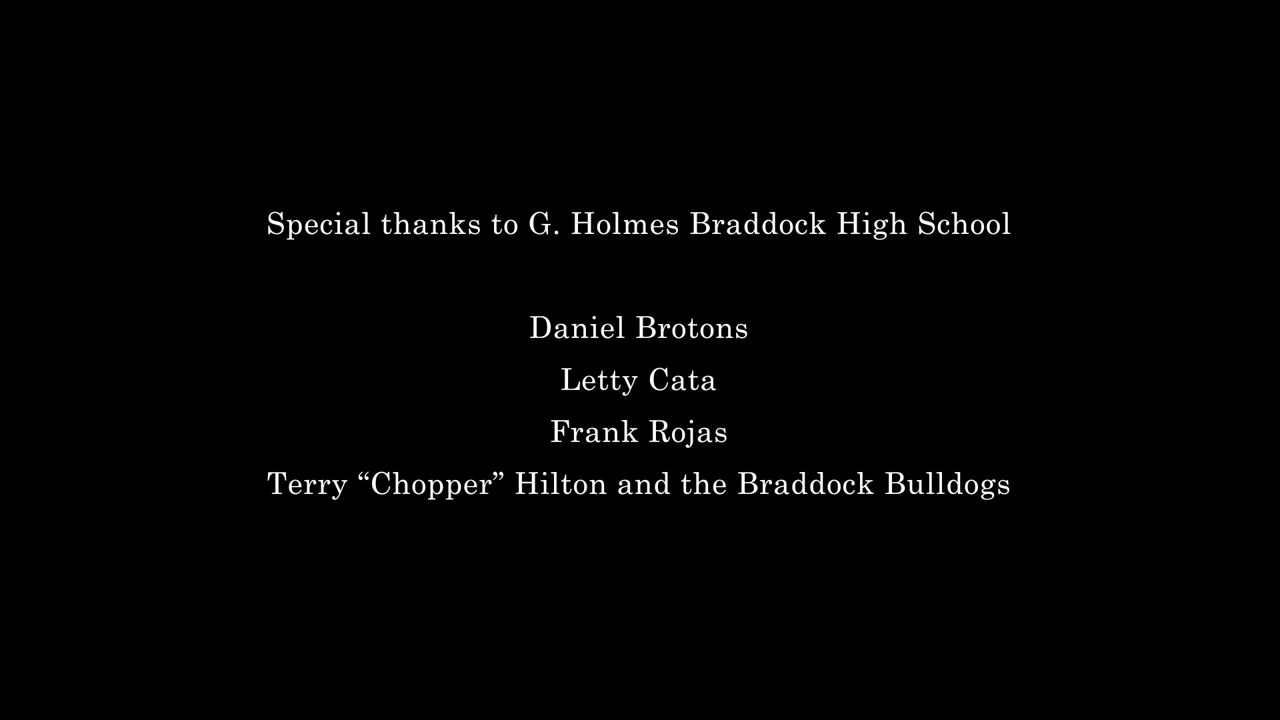 Special thanks to G. Holmes Braddock High School
Daniel Brotons
Letty Cata
Frank Rojas
Terry “Chopper” Hilton and the Braddock Bulldogs